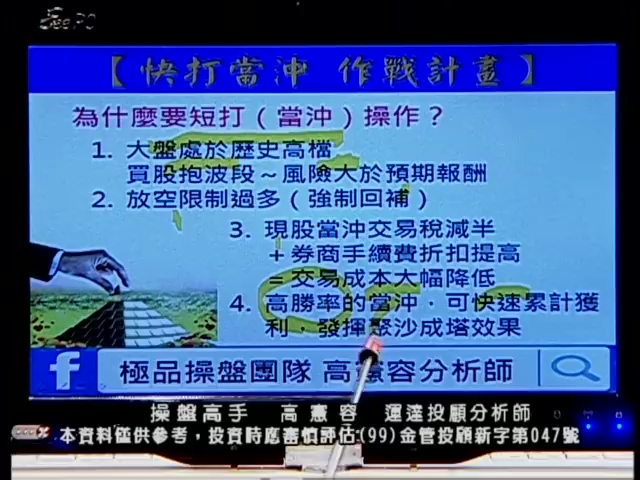 Eee PC
【快打當沖 作戰計畫】
為什麼要短打(當沖)操作?
1. 大盤處於歷史高檔
買股抱波段～風險大於預期報酬
2. 放空限制過多(強制回補)
3. 現股當沖交易稅減半
+券商手續費折扣提高
=交易成本大幅降低
4. 高勝率的當沖．可快速累計獲
利，發揮聚沙成塔效果
f 極品操盤團隊 高憲容分析師
操盤高手 高憲容 運達投顧分析師
本資料僅供參考，投資時應審慎評估(99)金管投顧新字第047號